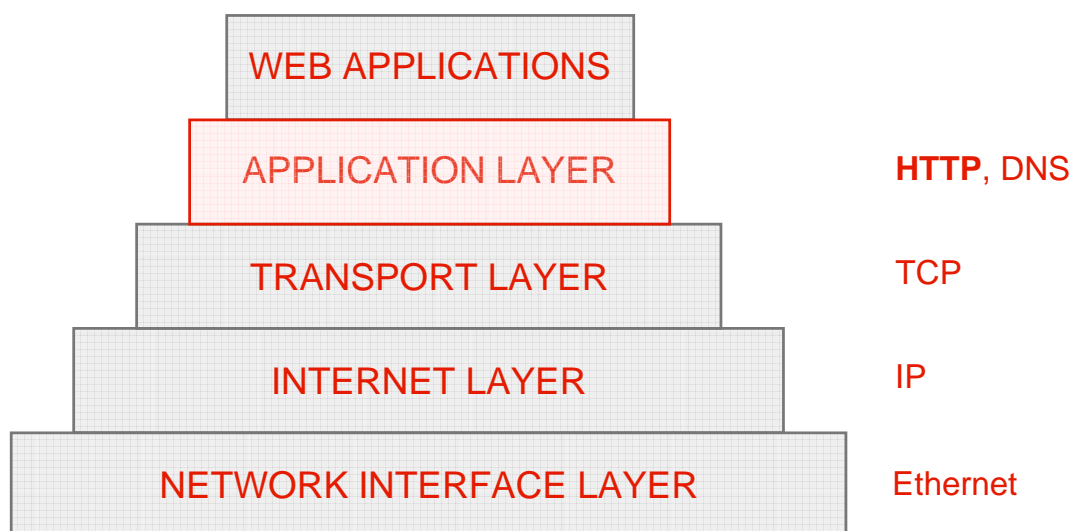 WEB APPLICATIONS
APPLICATION LAYER HTTP, DNS
TRANSPORT LAYER TCP
INTERNET LAYER IP
NETWORK INTERFACE LAYER Ethernet